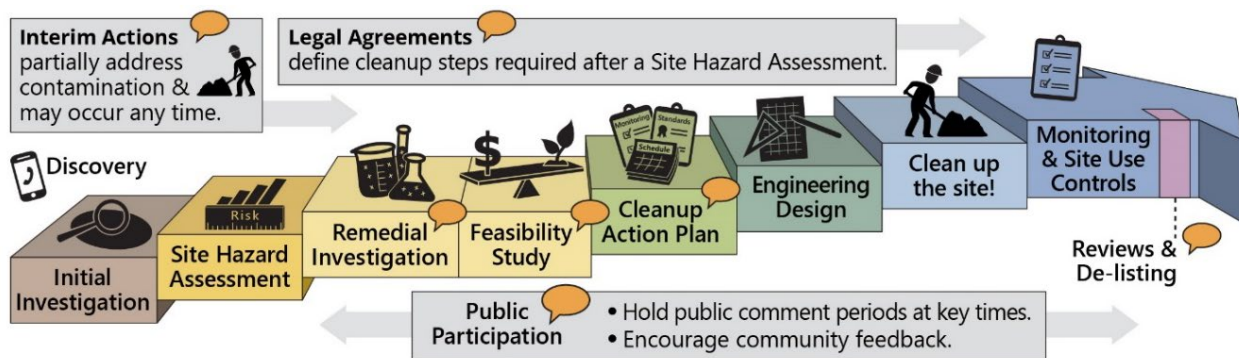 Interim Actions
partially address
contamination &
may occur any time.
Legal Agreements
define cleanup steps required after a Site Hazard Assessment.
Discovery
Initial
Investigation
Risk
Site Hazard
Assessment
Remedial
Investigation
$
Feasibility
Study
Monitoring
Standards
Schedule
Cleanup
Action Plan
Engineering
Design
Clean up
the site!
Monitoring
& Site Use
Controls
Reviews &
De-listing
Public
Participation
• Hold public comment periods at key times.
• Encourage community feedback.